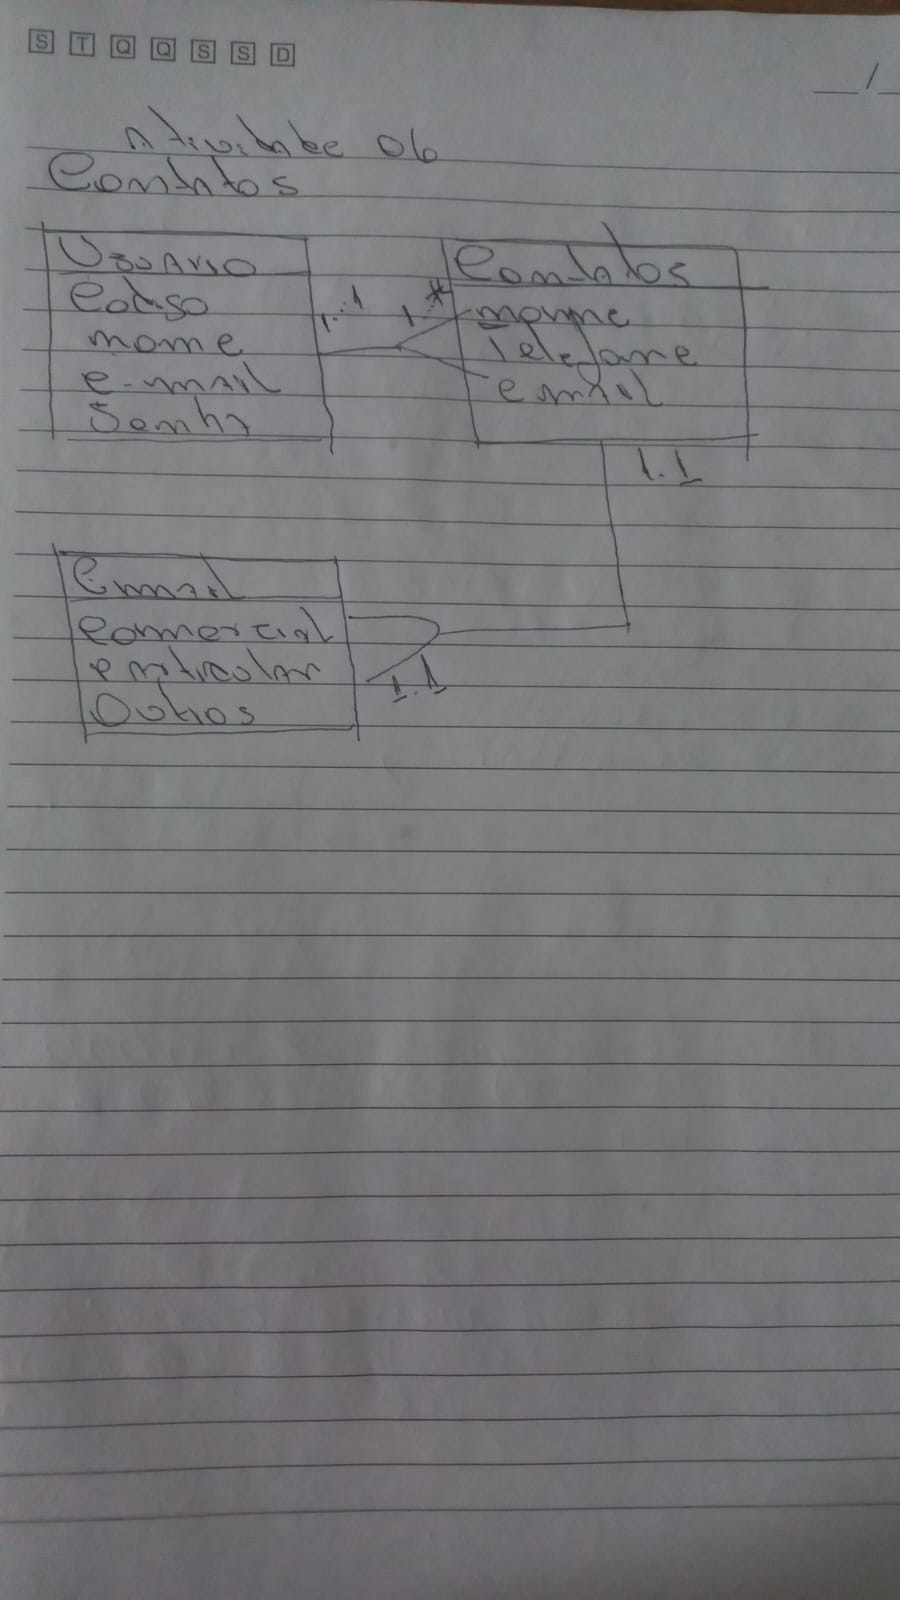 S T Q Q S S D
__/__
Atividade 06
Contatos
Usuario
Codigo
nome
e-mail
Senha
1..1
1 *
Contatos
nome
Telefone
email
1.1
Email
Comercial
particular
Outros
1.1